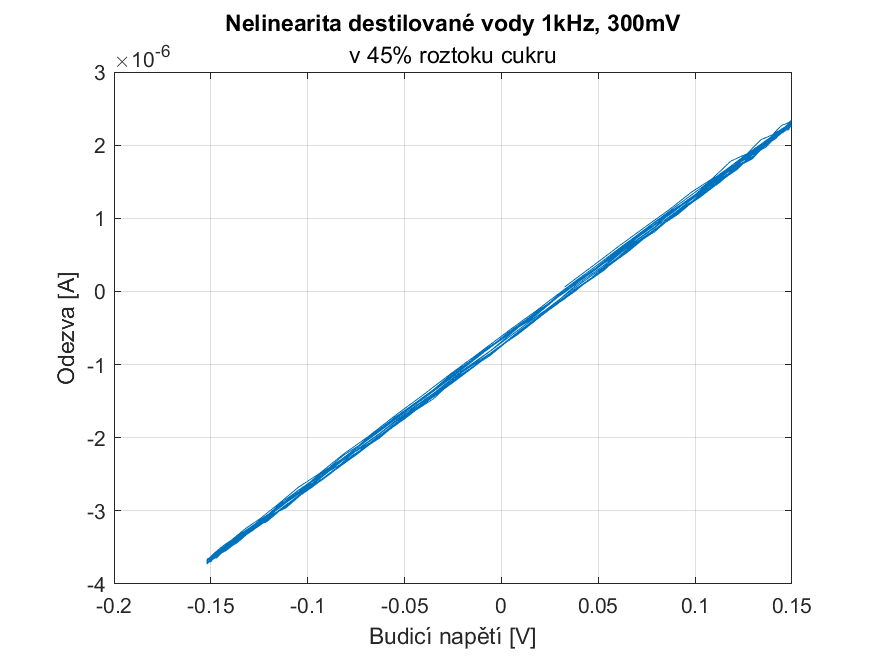 Nelinearita destilované vody 1kHz, 300mV
v 45% roztoku cukru
×10^-6
3
2
1
0
-1
-2
-3
-4
Odezva [A]
-0.2 -0.15 -0.1 -0.05 0 0.05 0.1 0.15
Budicí napětí [V]